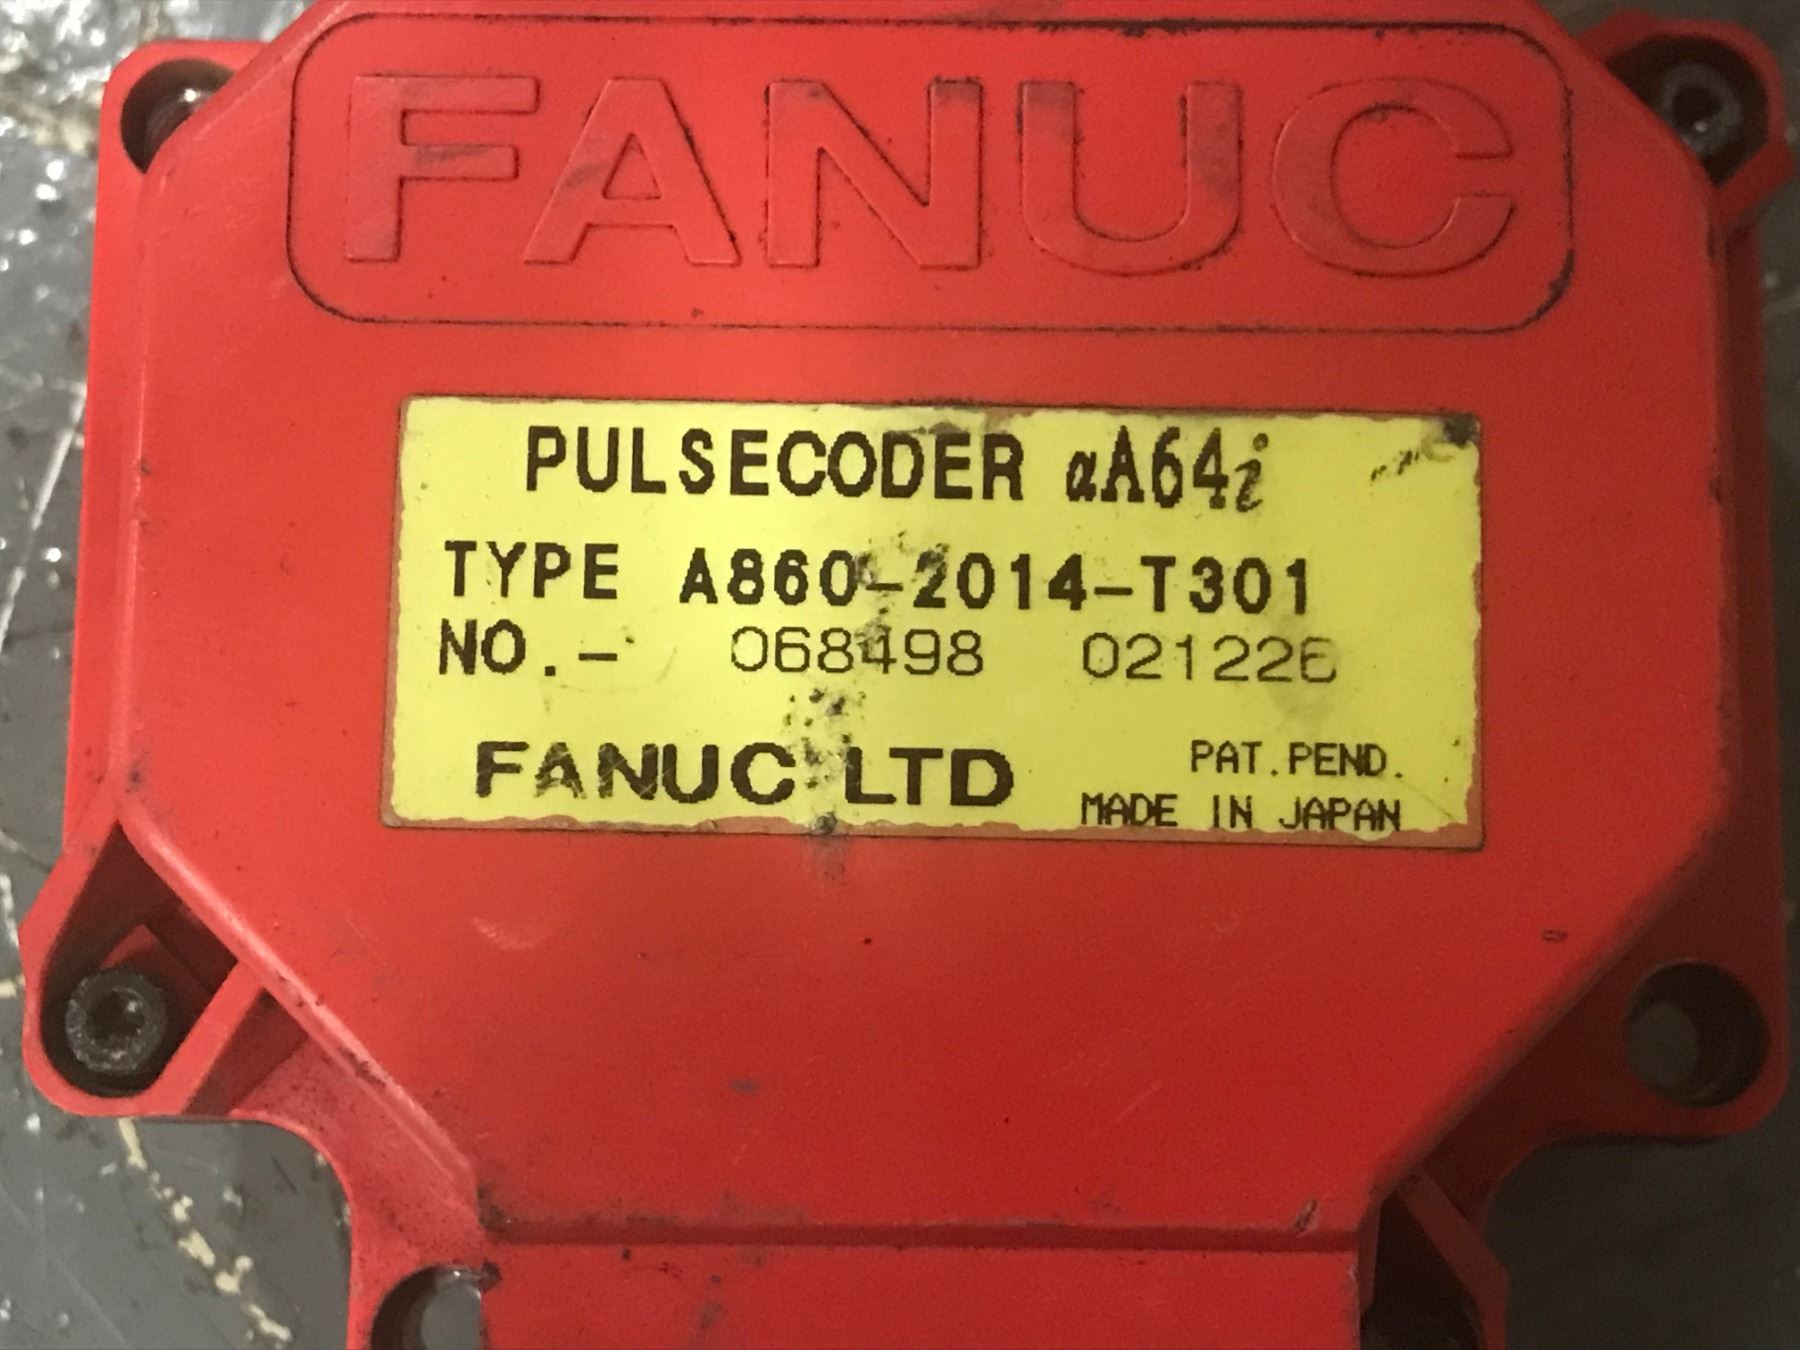 FANUC
PULSECODER αA64i
TYPE A860-2014-T301
NO.- 068498 021226
FANUC LTD
PAT.PEND.
MADE IN JAPAN